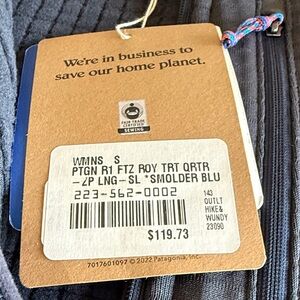 We're in business to
save our home planet.
FAIR TRADE
CERTIFIED
SEWING
WMNS S
PTGN R1 FTZ ROY TRT QRTR
-ZP LNG-SL *SMOLDER BLU
223-562-0002
143
OUTLT
HIKE&
WUNDY
23090
$119.73
7017601097 © 2022 Patagonia, Inc.